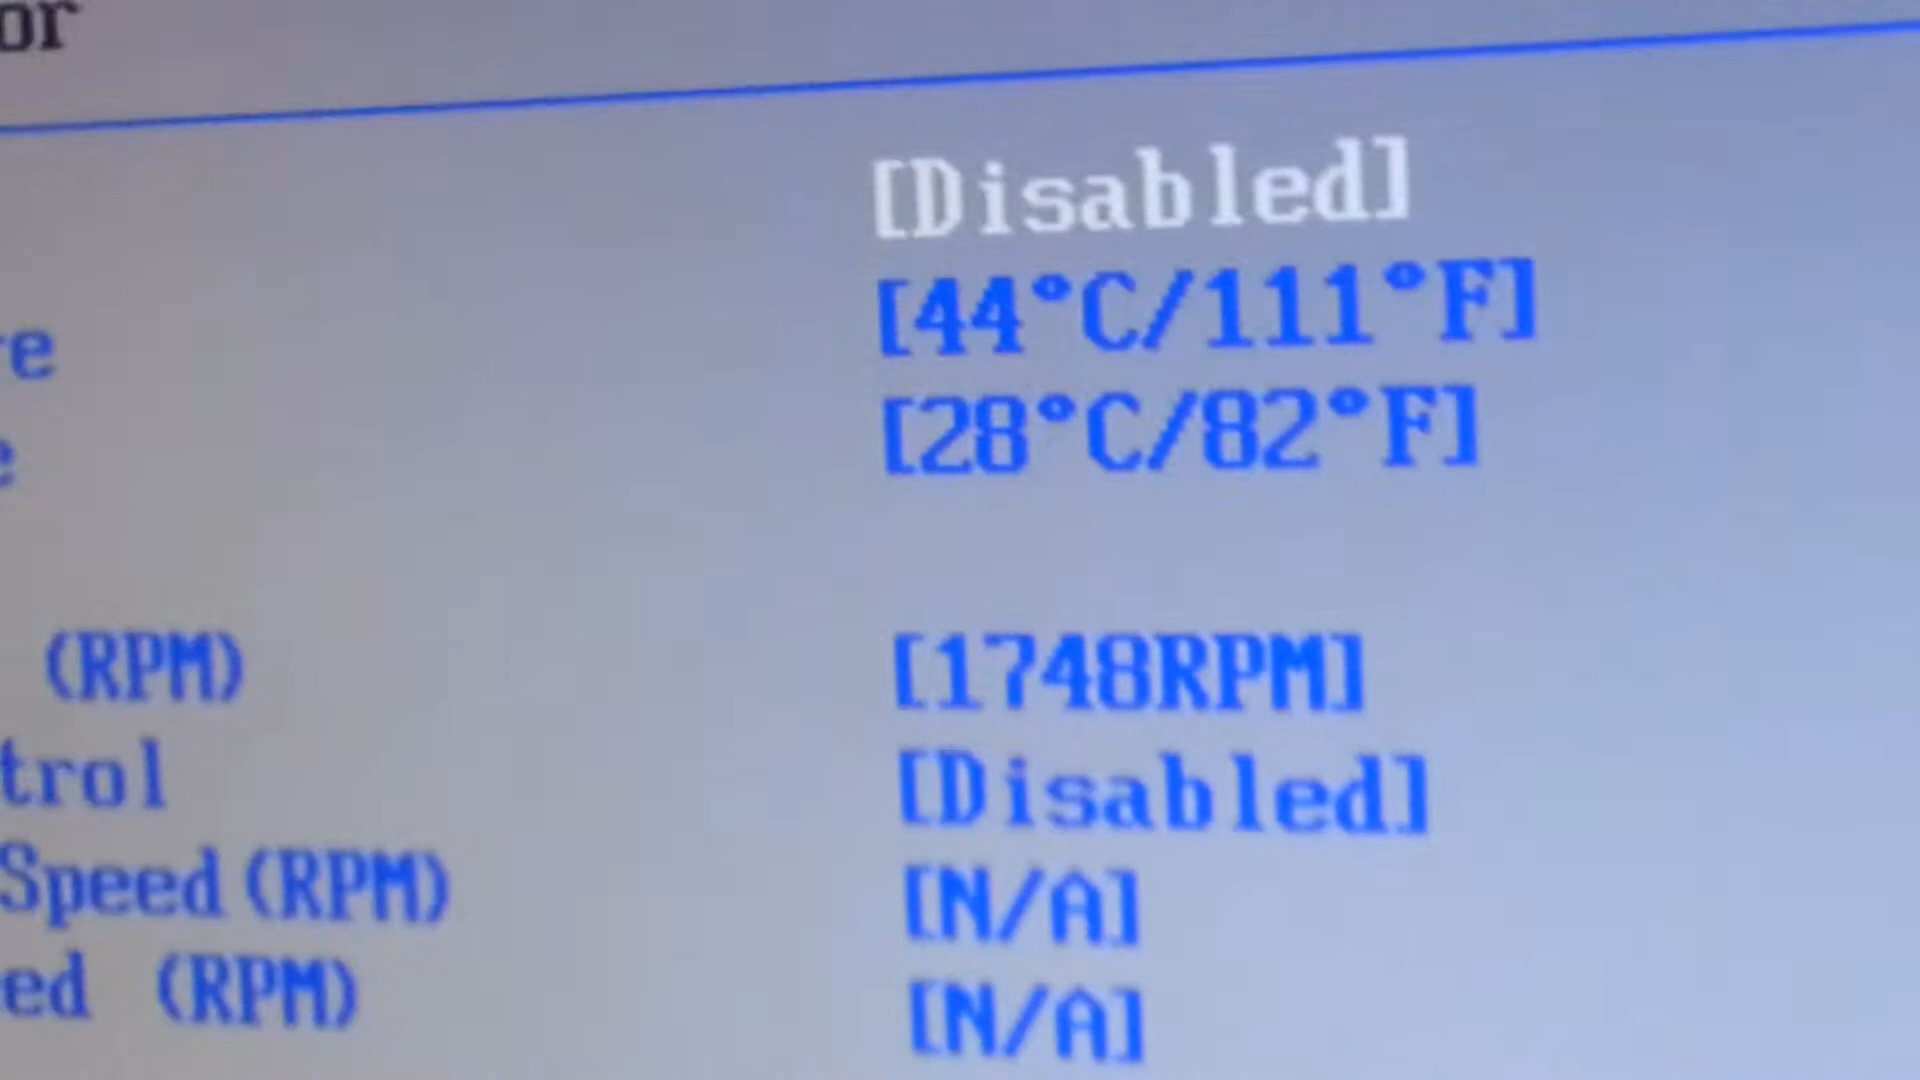 or
[Disabled]
re [44°C/111°F]
e [28°C/82°F]
(RPM) [1748RPM]
trol [Disabled]
Speed (RPM) [N/A]
ed (RPM) [N/A]